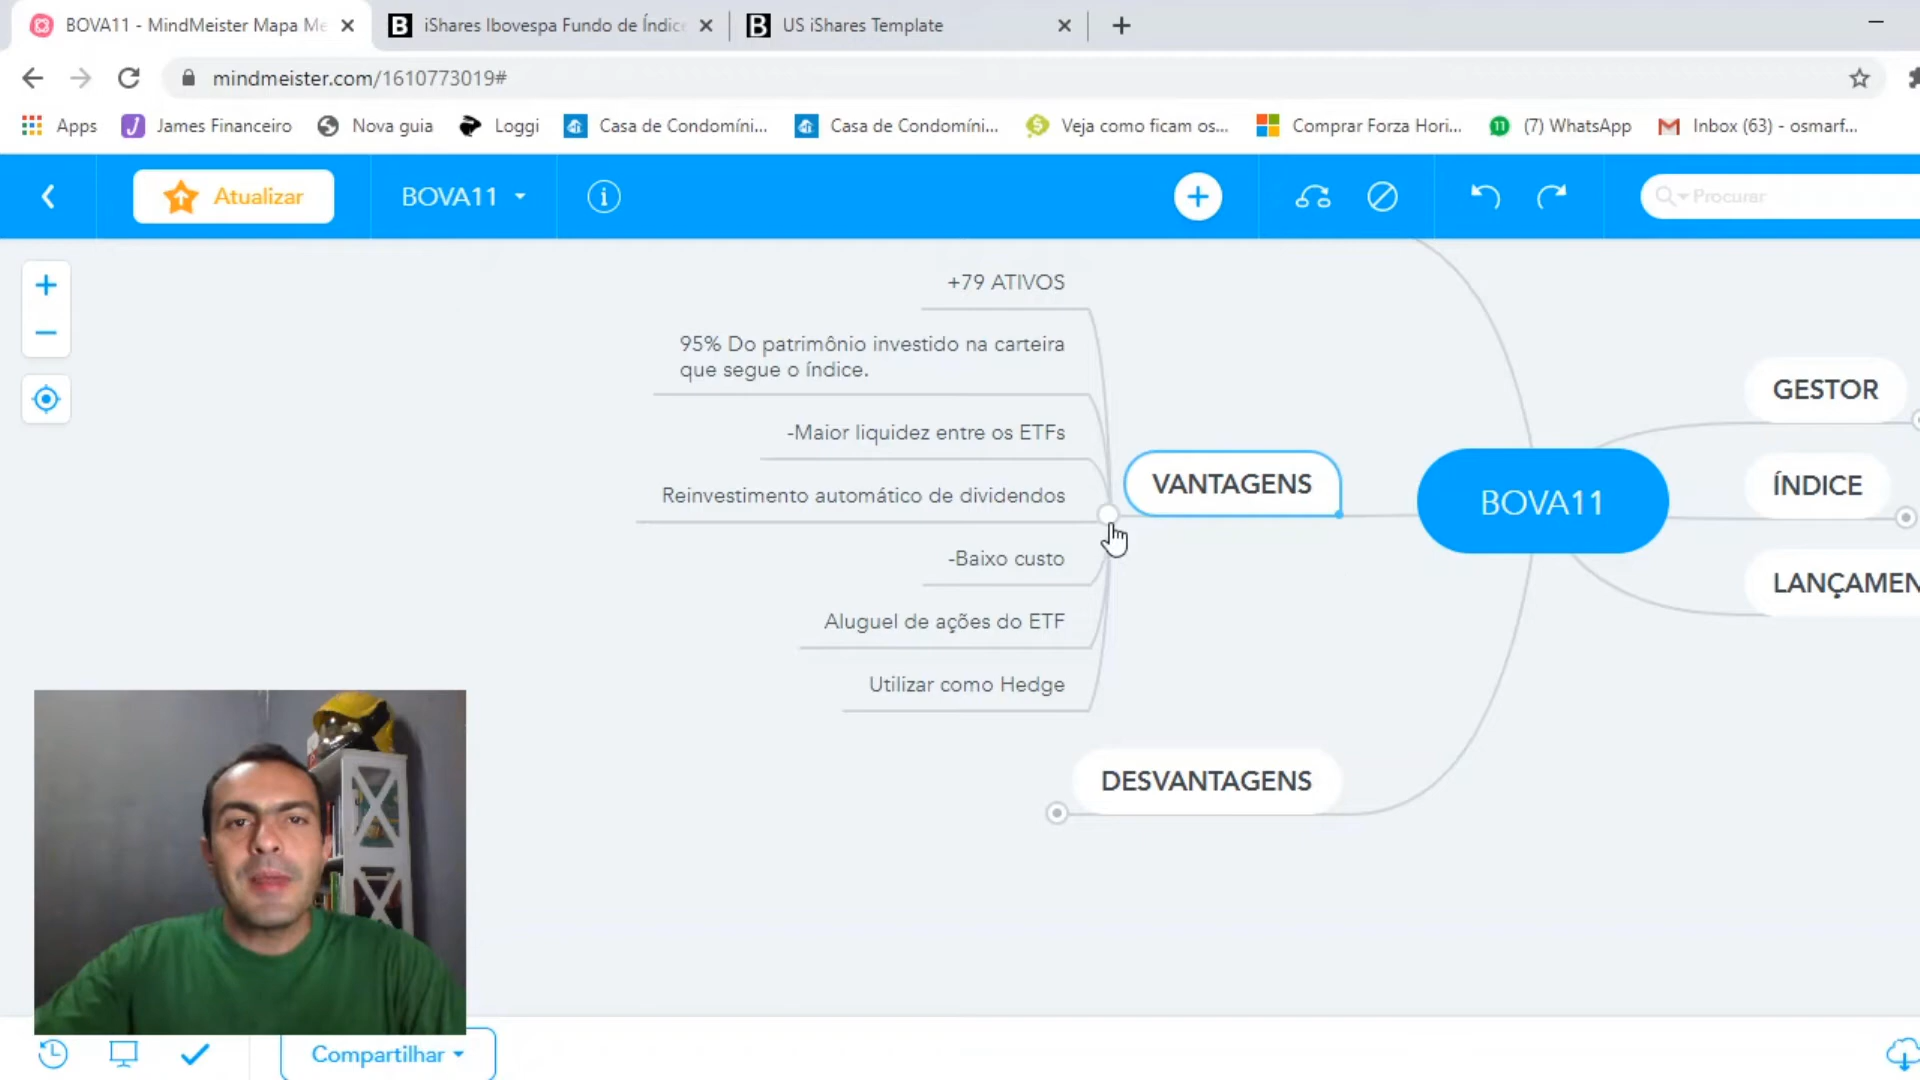 BOVA11 - MindMeister Mapa Me
iShares Ibovespa Fundo de Índic
US iShares Template
mindmeister.com/1610773019#
Apps
James Financeiro
Nova guia
Loggi
Casa de Condomíni...
Casa de Condomíni...
Veja como ficam os...
Comprar Forza Hori...
11
(7) WhatsApp
Inbox (63) - osmarf...
Atualizar
BOVA11
Procurar
+79 ATIVOS
95% Do patrimônio investido na carteira
que segue o índice.
-Maior liquidez entre os ETFs
Reinvestimento automático de dividendos
-Baixo custo
Aluguel de ações do ETF
Utilizar como Hedge
VANTAGENS
DESVANTAGENS
BOVA11
GESTOR
ÍNDICE
LANÇAMEN
Compartilhar